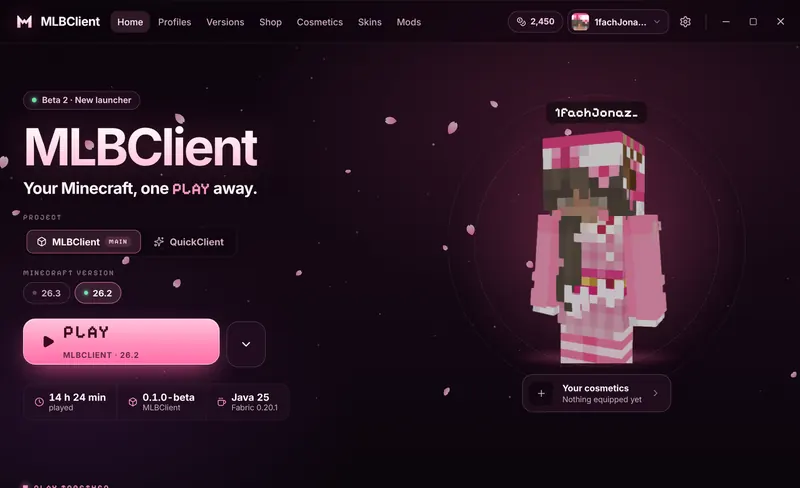 MLBClient
Home
Profiles
Versions
Shop
Cosmetics
Skins
Mods
2,450
1fachJona...
Beta 2 · New launcher
MLBClient
Your Minecraft, one PLAY away.
PROJECT
MLBClient MAIN
QuickClient
MINECRAFT VERSION
26.3
26.2
PLAY
MLBCLIENT · 26.2
14 h 24 min
played
0.1.0-beta
MLBClient
Java 25
Fabric 0.20.1
1fachJonaz_
Your cosmetics
Nothing equipped yet